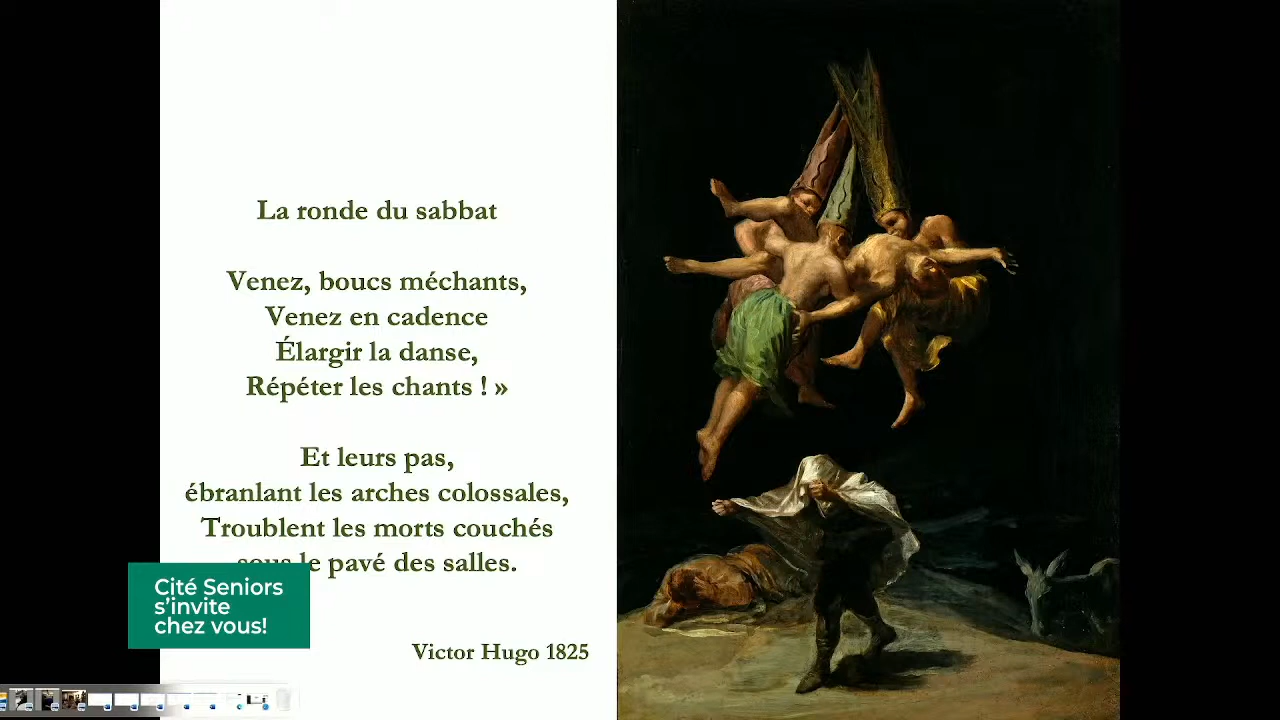 La ronde du sabbat
Venez, boucs méchants,
Venez en cadence
Élargir la danse,
Répéter les chants ! »
Et leurs pas,
ébranlant les arches colossales,
Troublent les morts couchés
sous le pavé des salles.
Cité Seniors
s'invite
chez vous!
Victor Hugo 1825